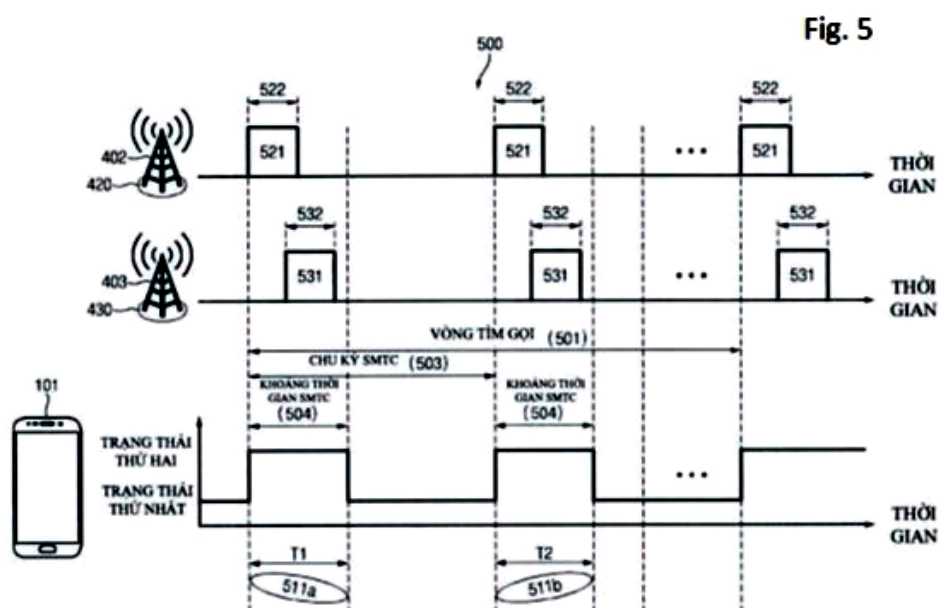 Fig. 5
500
522 522 522
521 521 521
402
420
THỜI
GIAN
532 532 532
531 531 531
403
430
THỜI
GIAN
VÒNG TÌM GỌI (501)
CHU KỲ SMTC (503)
KHOẢNG THỜI
GIAN SMTC
(504)
KHOẢNG THỜI
GIAN SMTC
(504)
101
TRẠNG THÁI
THỨ HAI
TRẠNG THÁI
THỨ NHẤT
THỜI
GIAN
T1 T2
511a 511b